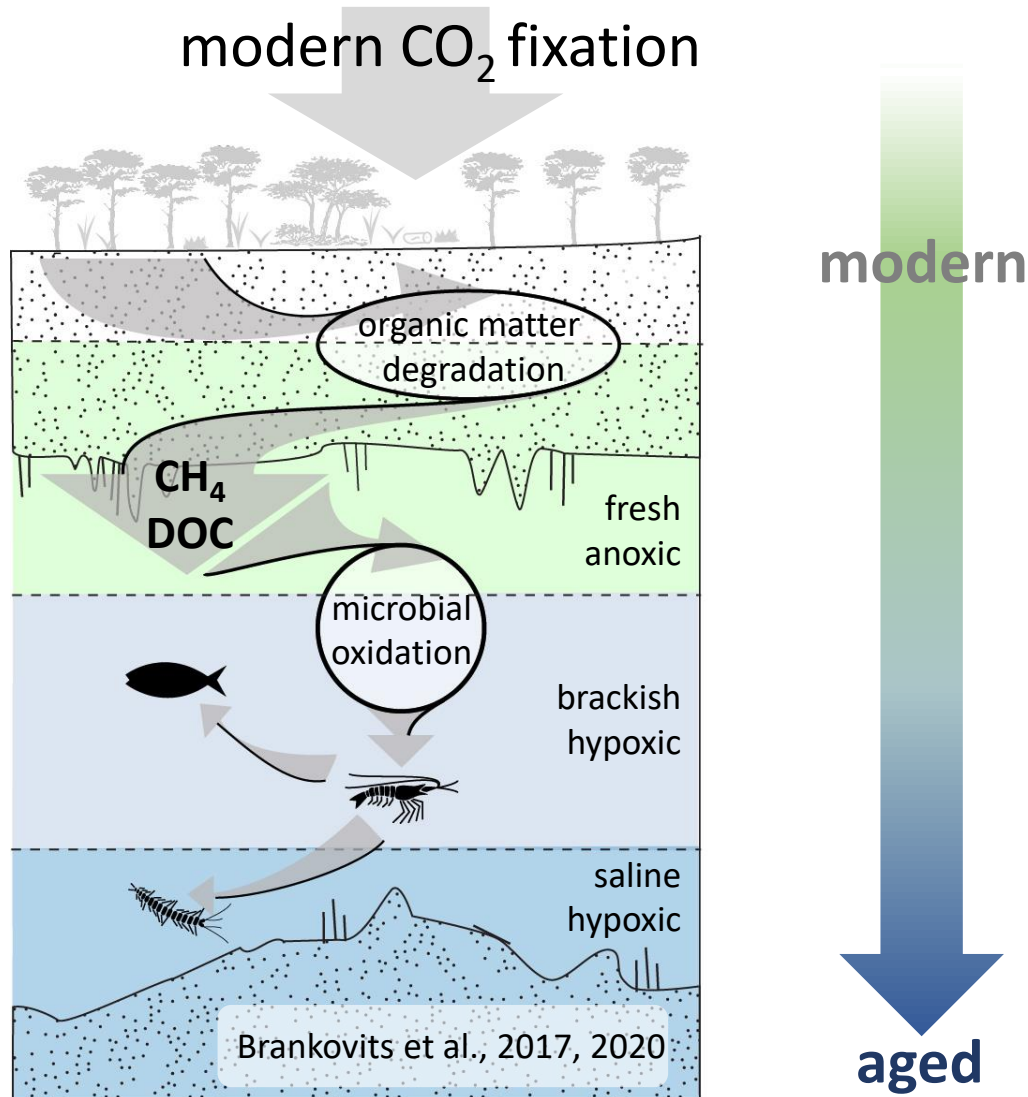 modern CO₂ fixation
modern
organic matter
degradation
CH₄
DOC
fresh
anoxic
microbial
oxidation
brackish
hypoxic
saline
hypoxic
Brankovits et al., 2017, 2020
aged